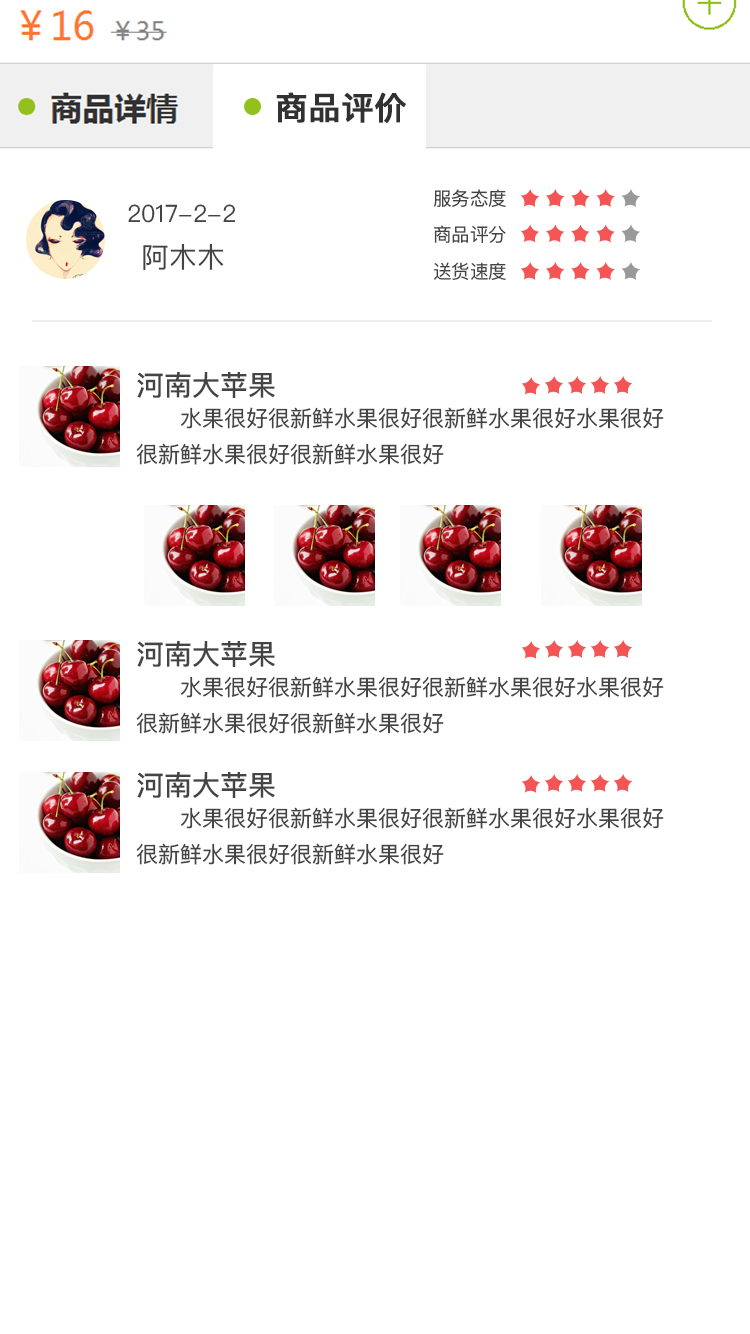 ¥16 ¥35
商品详情 商品评价
2017-2-2
阿木木
服务态度
商品评分
送货速度
河南大苹果
水果很好很新鲜水果很好很新鲜水果很好水果很好
很新鲜水果很好很新鲜水果很好
河南大苹果
水果很好很新鲜水果很好很新鲜水果很好水果很好
很新鲜水果很好很新鲜水果很好
河南大苹果
水果很好很新鲜水果很好很新鲜水果很好水果很好
很新鲜水果很好很新鲜水果很好